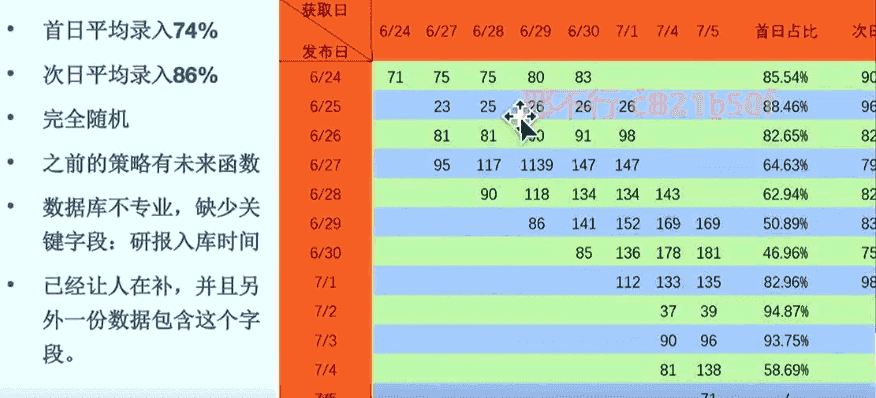 • 首日平均录入74%
• 次日平均录入86%
• 完全随机
• 之前的策略有未来函数
• 数据库不专业，缺少关
键字段：研报入库时间
• 已经让人在补，并且另
外一份数据包含这个字
段。
获取日
发布日 6/24 6/27 6/28 6/29 6/30 7/1 7/4 7/5 首日占比 次日
6/24 71 75 75 80 83 85.54% 90
6/25 23 25 26 26 26 88.46% 96
6/26 81 81 91 98 82.65% 82
6/27 95 117 1139 147 147 64.63% 79
6/28 90 118 134 134 143 62.94% 82
6/29 86 141 152 169 169 50.89% 83
6/30 85 136 178 181 46.96% 75
7/1 112 133 135 82.96% 98
7/2 37 39 94.87%
7/3 90 96 93.75%
7/4 81 138 58.69%